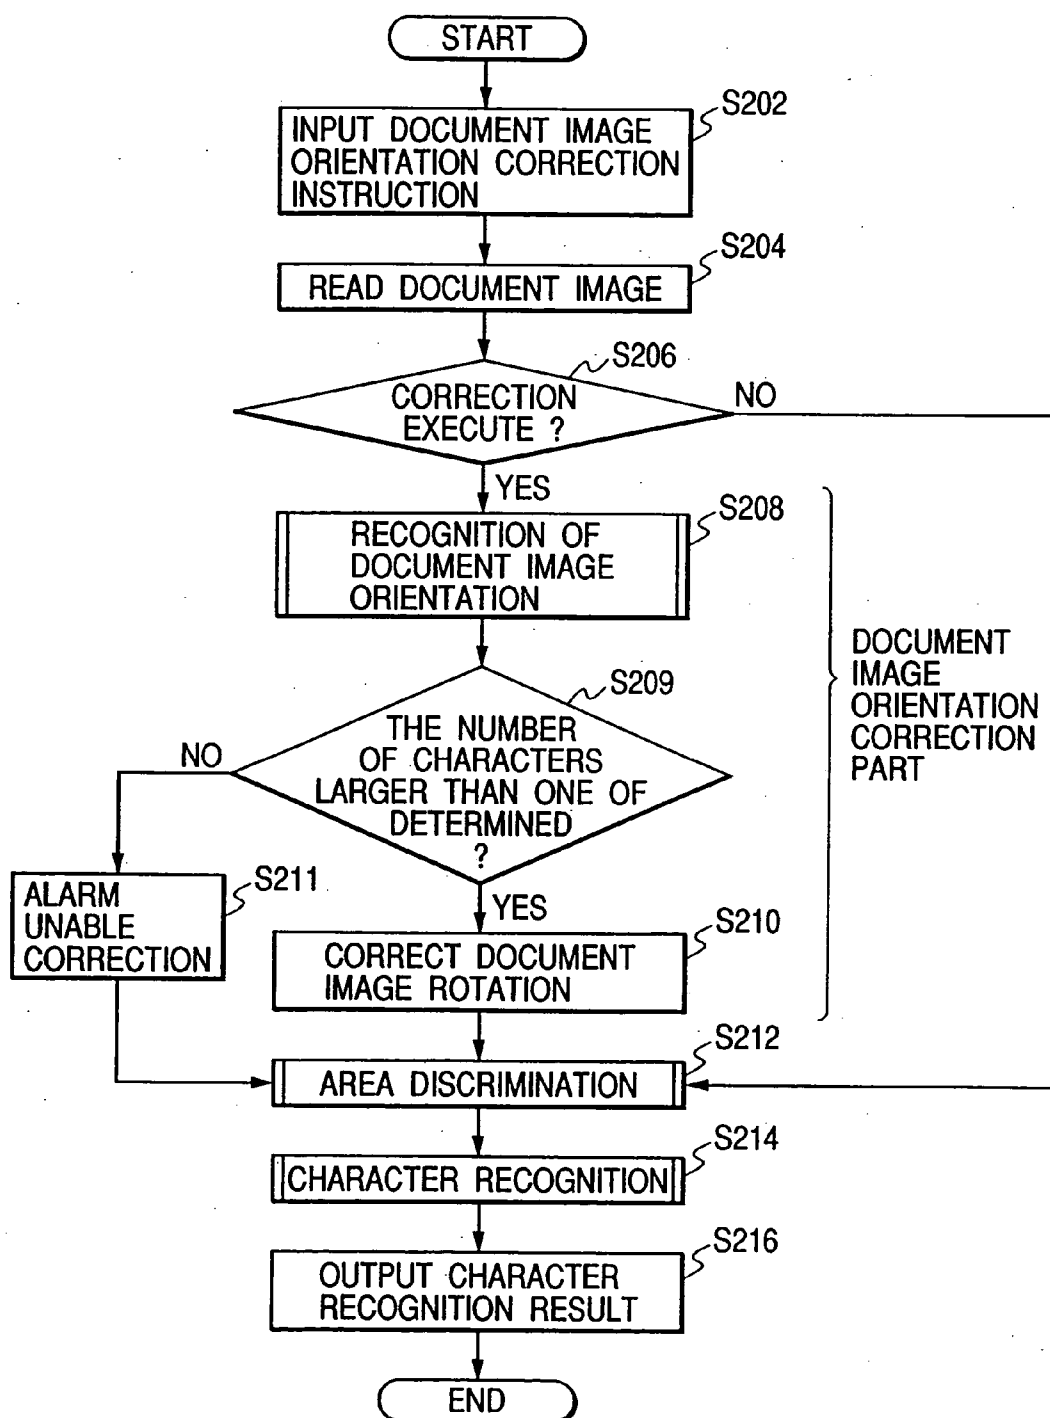 START
S202
INPUT DOCUMENT IMAGE
ORIENTATION CORRECTION
INSTRUCTION
S204
READ DOCUMENT IMAGE
S206
CORRECTION
EXECUTE ?
NO
YES
S208
RECOGNITION OF
DOCUMENT IMAGE
ORIENTATION
DOCUMENT
IMAGE
ORIENTATION
CORRECTION
PART
S209
THE NUMBER
OF CHARACTERS
LARGER THAN ONE OF
DETERMINED
?
NO
YES
S211
ALARM
UNABLE
CORRECTION
S210
CORRECT DOCUMENT
IMAGE ROTATION
S212
AREA DISCRIMINATION
S214
CHARACTER RECOGNITION
S216
OUTPUT CHARACTER
RECOGNITION RESULT
END